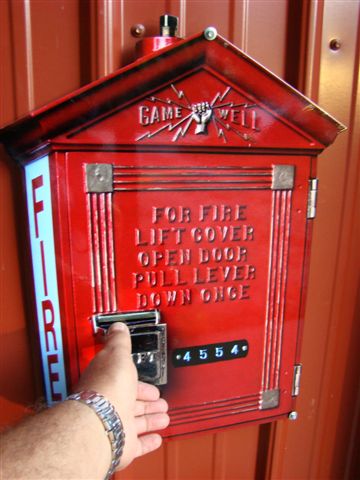 GAME WELL
FOR FIRE
LIFT COVER
OPEN DOOR
PULL LEVER
DOWN ONCE
4554
FIRE